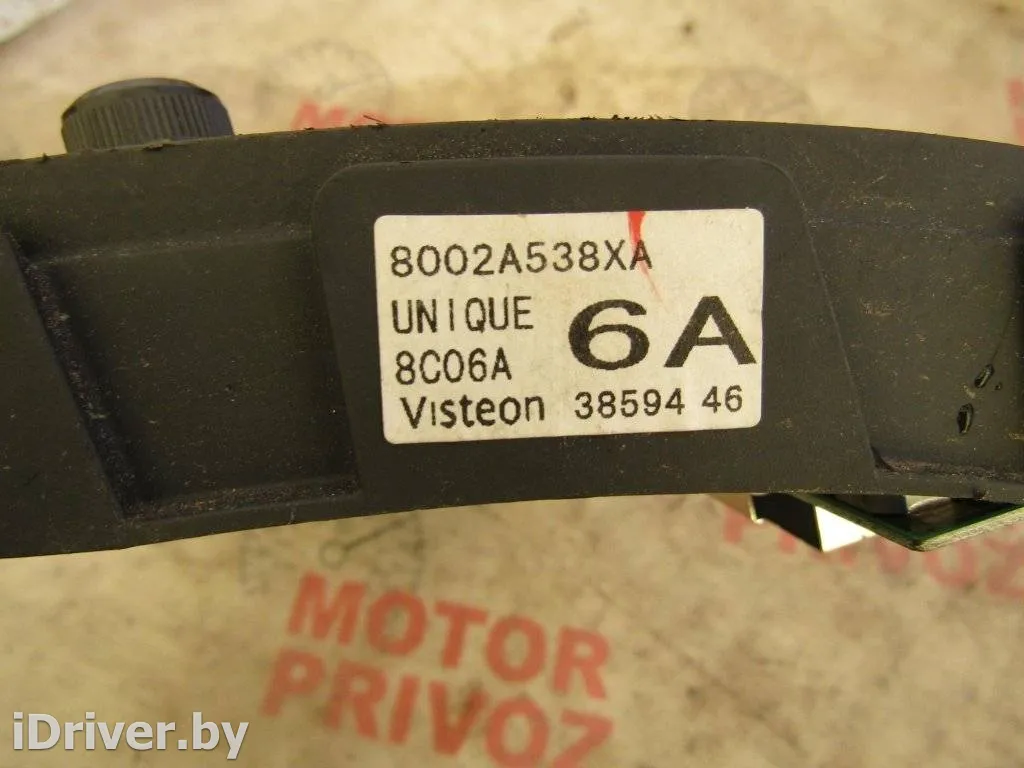 MOTOR
8002A538XA
UNIQUE
6A
8C06A
Visteon 38594 46
MOTOR
PRIVOZ
PRIVOZ
iDriver.by